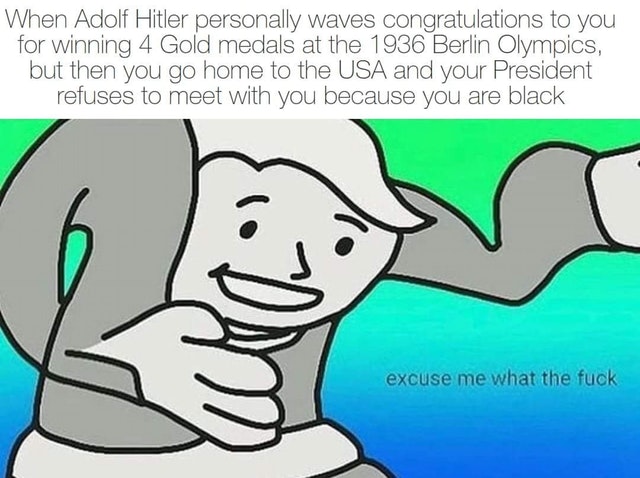 When Adolf Hitler personally waves congratulations to you
for winning 4 Gold medals at the 1936 Berlin Olympics,
but then you go home to the USA and your President
refuses to meet with you because you are black
excuse me what the fuck